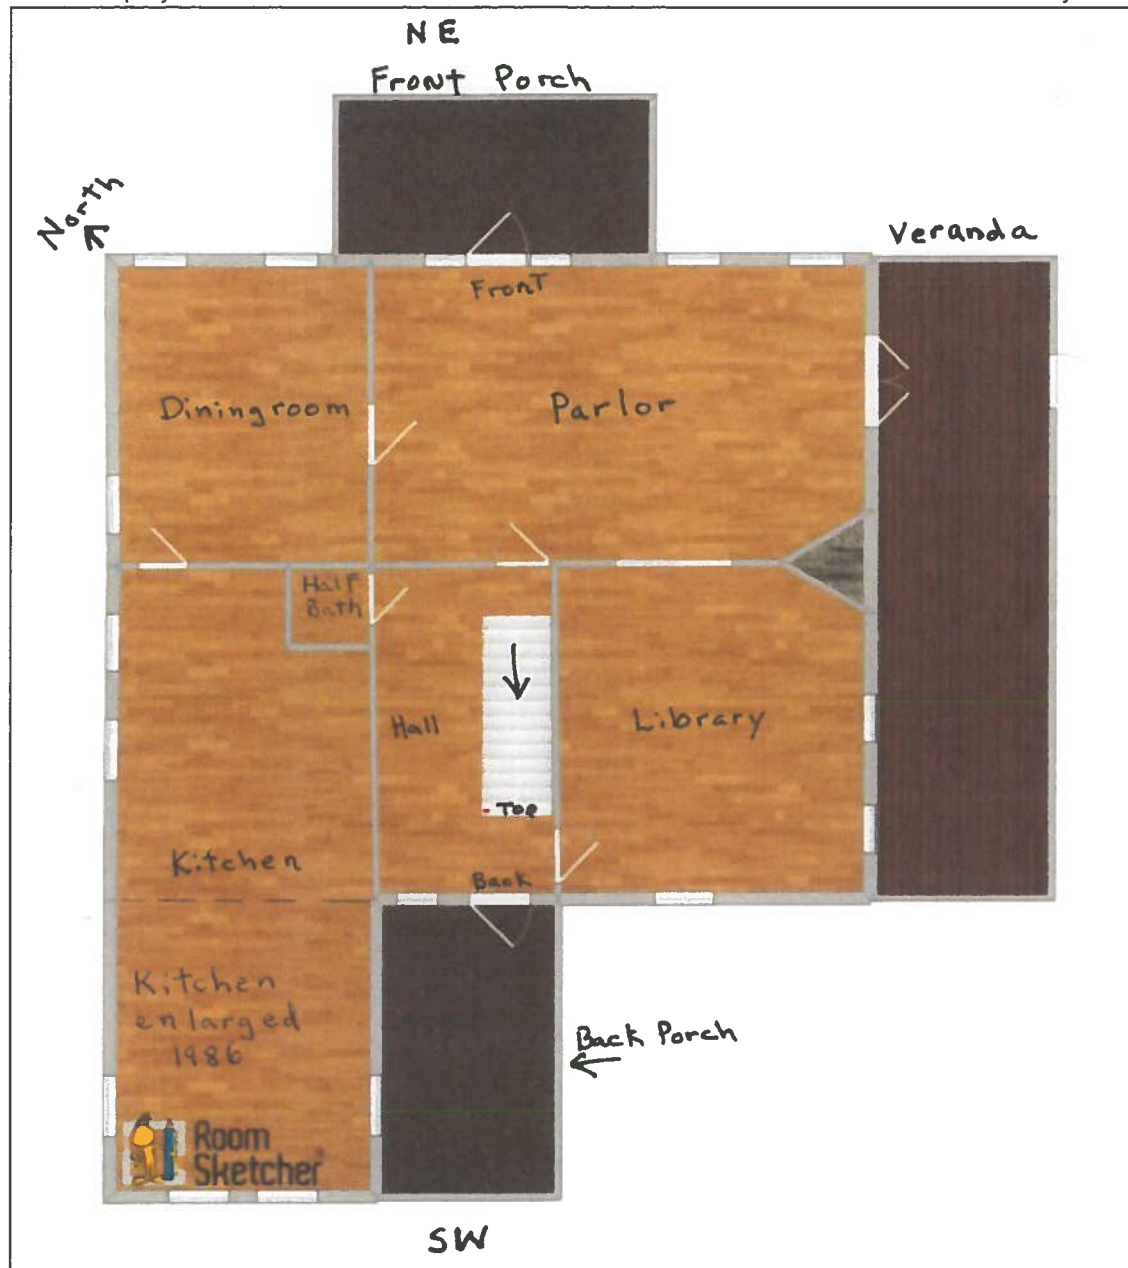 NE
Front Porch
North
Veranda
Front
Diningroom
Parlor
Half
Bath
Hall
Library
Top
Kitchen
Back
Kitchen
enlarged
1986
Back Porch
Room
Sketcher®
SW